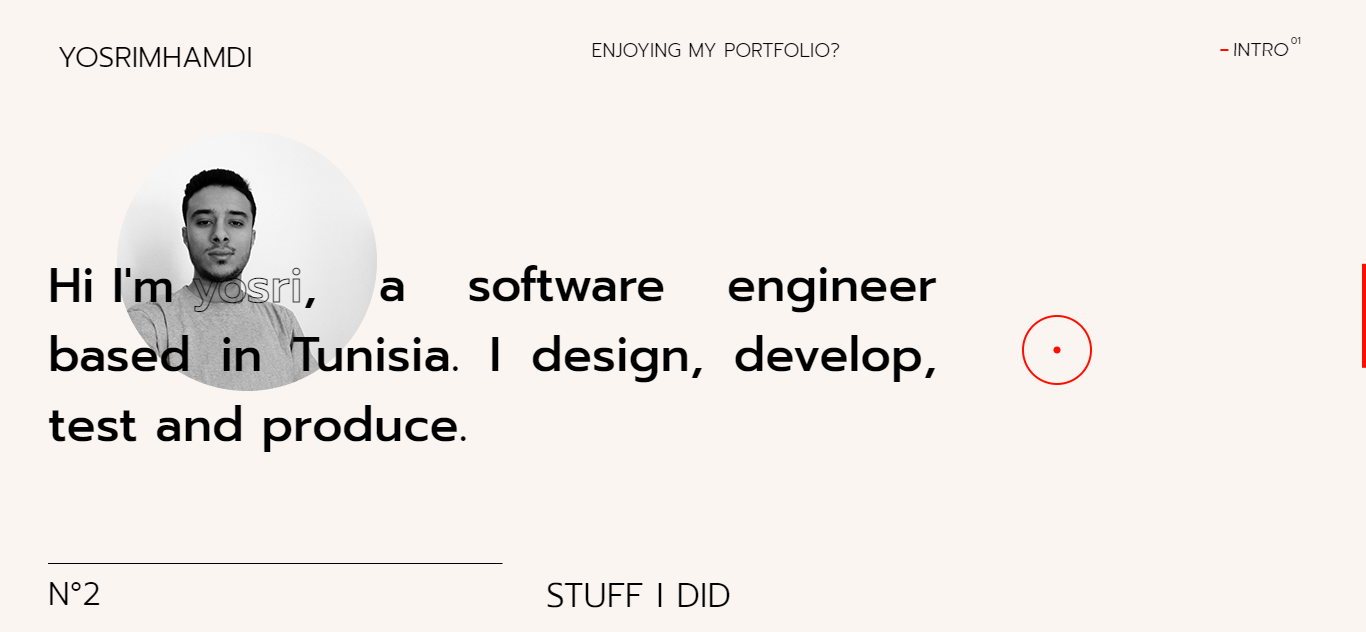 YOSRIMHAMDI
ENJOYING MY PORTFOLIO?
INTRO 01
Hi I'm yosri, a software engineer
based in Tunisia. I design, develop,
test and produce.
N°2
STUFF I DID